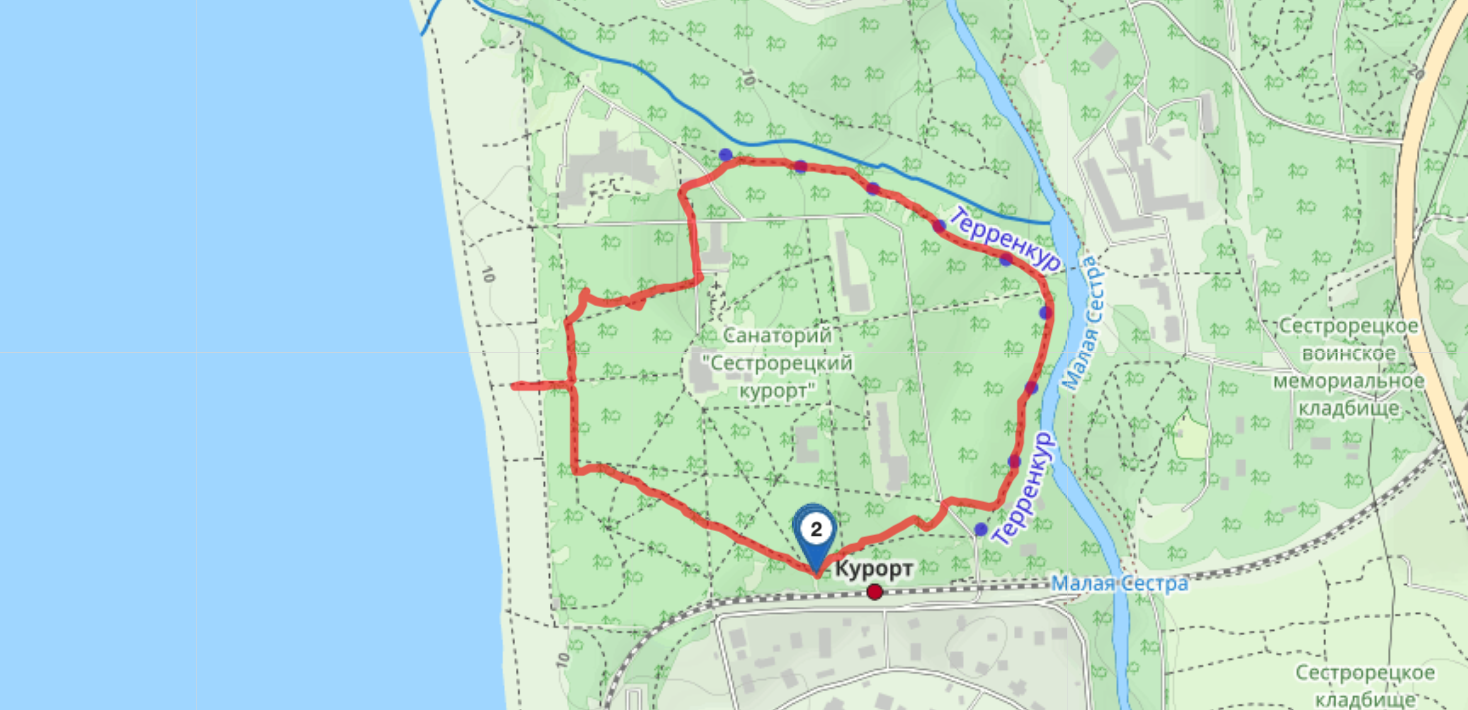 10
20
Терренкур
10
Малая Сестра
Санаторий
"Сестрорецкий
курорт"
Сестрорецкое
воинское
мемориальное
кладбище
Терренкур
2
Курорт
Малая Сестра
10
Сестрорецкое
кладбище